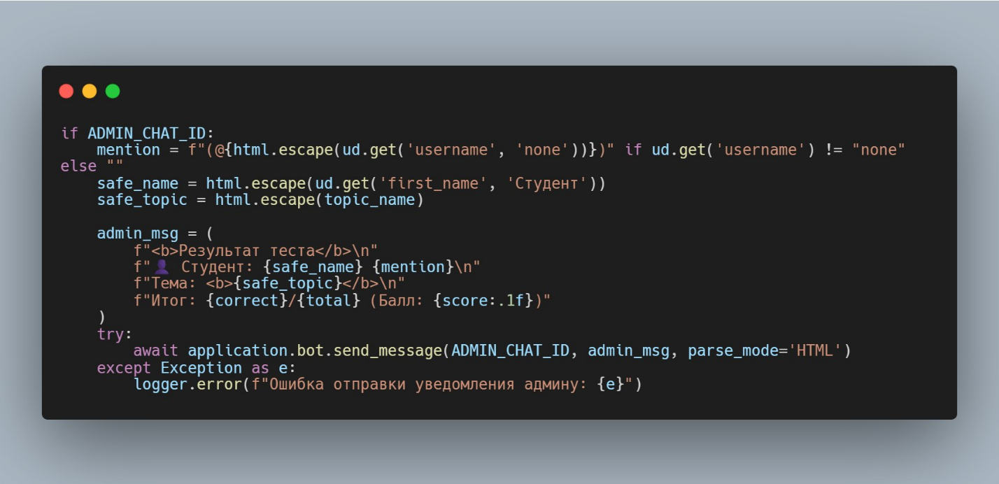 if ADMIN_CHAT_ID:
    mention = f"(@{html.escape(ud.get('username', 'none'))})" if ud.get('username') != "none"
else ""
    safe_name = html.escape(ud.get('first_name', 'Студент'))
    safe_topic = html.escape(topic_name)

    admin_msg = (
        f"<b>Результат теста</b>\n"
        f"👤 Студент: {safe_name} {mention}\n"
        f"Тема: <b>{safe_topic}</b>\n"
        f"Итог: {correct}/{total} (Балл: {score:.1f})"
    )
    try:
        await application.bot.send_message(ADMIN_CHAT_ID, admin_msg, parse_mode='HTML')
    except Exception as e:
        logger.error(f"Ошибка отправки уведомления админу: {e}")